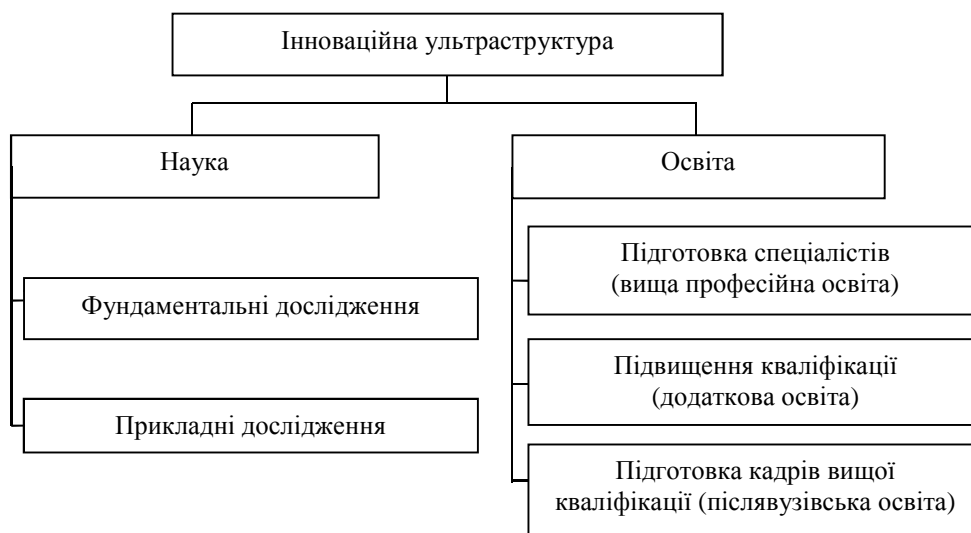 Інноваційна ультраструктура
Наука
Фундаментальні дослідження
Прикладні дослідження
Освіта
Підготовка спеціалістів
(вища професійна освіта)
Підвищення кваліфікації
(додаткова освіта)
Підготовка кадрів вищої
кваліфікації (післявузівська освіта)